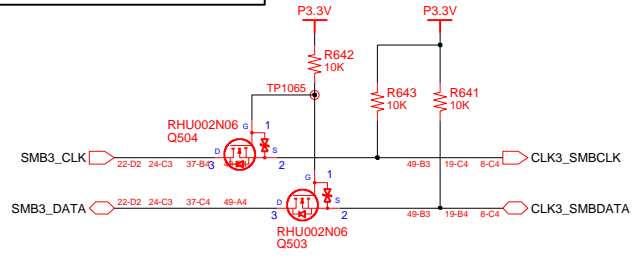 P3.3V P3.3V
R642
10K
TP1065
R643
10K
R641
10K
RHU002N06
Q504
G 1
SMB3_CLK 22-D2 24-C3 37-B4 D 3 S 2 49-B3 19-C4 8-C4 CLK3_SMBCLK
G 1
SMB3_DATA 22-D2 24-C3 37-C4 49-A4 D 3 S 2 49-B3 19-B4 8-C4 CLK3_SMBDATA
RHU002N06
Q503